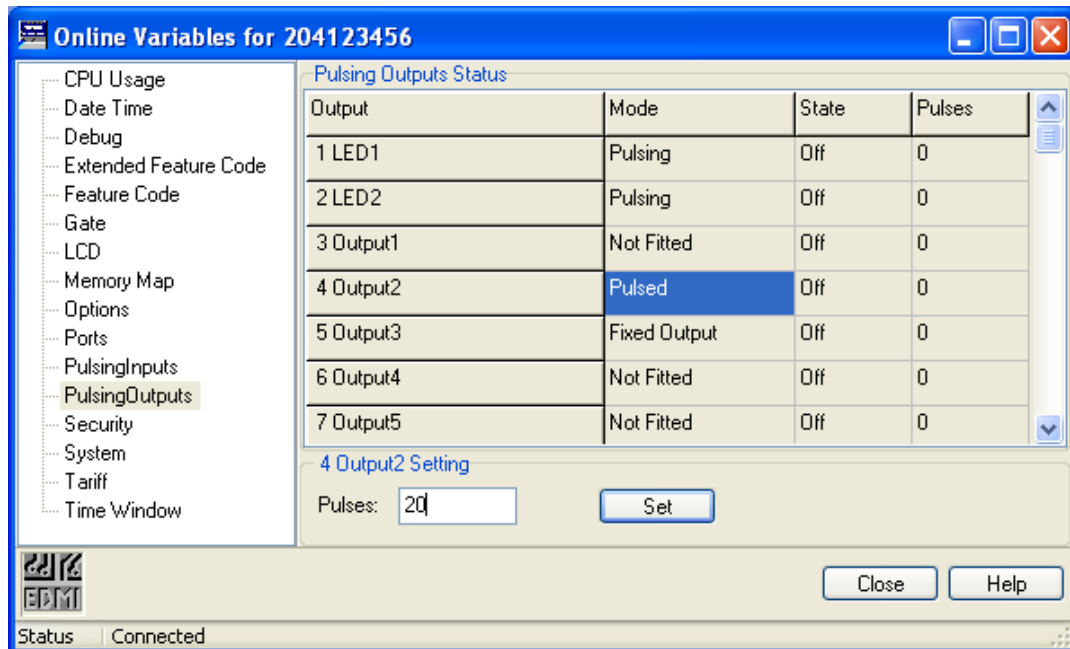 Online Variables for 204123456
CPU Usage
Date Time
Debug
Extended Feature Code
Feature Code
Gate
LCD
Memory Map
Options
Ports
PulsingInputs
PulsingOutputs
Security
System
Tariff
Time Window
Pulsing Outputs Status
Output Mode State Pulses
1 LED1 Pulsing Off 0
2 LED2 Pulsing Off 0
3 Output1 Not Fitted Off 0
4 Output2 Pulsed Off 0
5 Output3 Fixed Output Off 0
6 Output4 Not Fitted Off 0
7 Output5 Not Fitted Off 0
4 Output2 Setting
Pulses: 20 Set
EDMI
Close Help
Status Connected